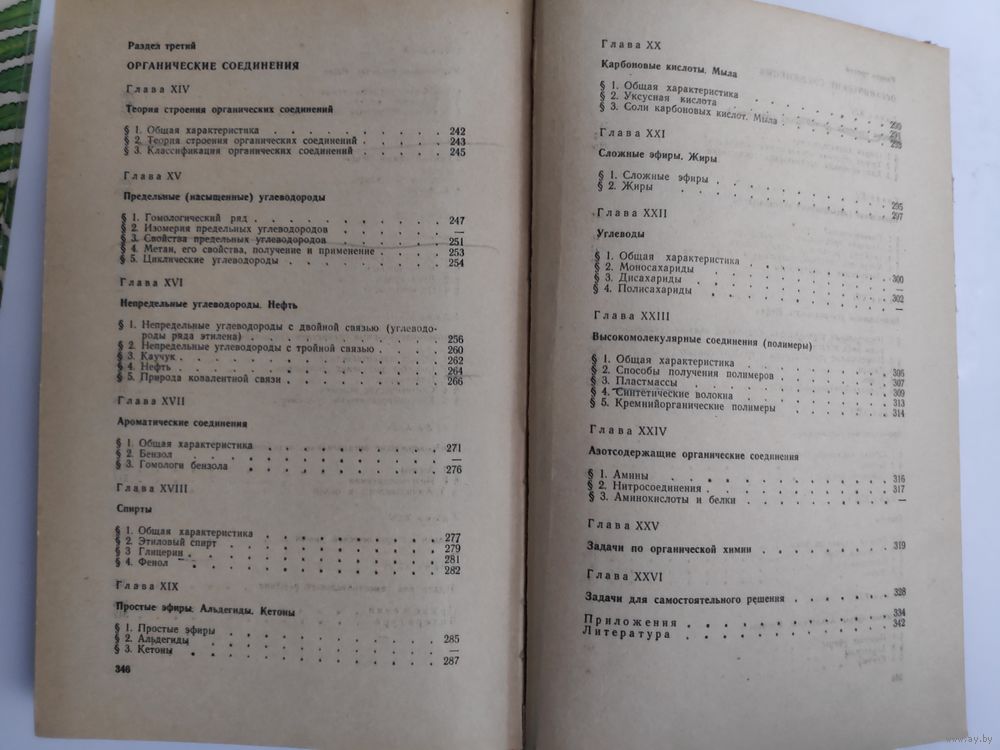 Раздел третий
ОРГАНИЧЕСКИЕ СОЕДИНЕНИЯ
Глава XIV
Теория строения органических соединений
§ 1. Общая характеристика . . . . . . . . . 242
§ 2. Теория строения органических соединений . . . . 243
§ 3. Классификация органических соединений . . . . 245
Глава XV
Предельные (насыщенные) углеводороды
§ 1. Гомологический ряд . . . . . . . . . 247
§ 2. Изомерия предельных углеводородов . . . . . —
§ 3. Свойства предельных углеводородов . . . . . 251
§ 4. Метан, его свойства, получение и применение . . . 253
§ 5. Циклические углеводороды . . . . . . . 254
Глава XVI
Непредельные углеводороды. Нефть
§ 1. Непредельные углеводороды с двойной связью (углеводо-
роды ряда этилена) . . . . . . . . . 256
§ 2. Непредельные углеводороды с тройной связью . . . 260
§ 3. Каучук . . . . . . . . . . . . 262
§ 4. Нефть . . . . . . . . . . . . 264
§ 5. Природа ковалентной связи . . . . . . . 266
Глава XVII
Ароматические соединения
§ 1. Общая характеристика . . . . . . . . 271
§ 2. Бензол . . . . . . . . . . . . —
§ 3. Гомологи бензола . . . . . . . . . 276
Глава XVIII
Спирты
§ 1. Общая характеристика . . . . . . . . 277
§ 2. Этиловый спирт . . . . . . . . . . 279
§ 3 Глицерин . . . . . . . . . . . 281
§ 4. Фенол . . . . . . . . . . . . 282
Глава XIX
Простые эфиры. Альдегиды. Кетоны
§ 1. Простые эфиры . . . . . . . . . . 285
§ 2. Альдегиды . . . . . . . . . . . —
§ 3. Кетоны . . . . . . . . . . . . 287
346
Глава XX
Карбоновые кислоты. Мыла
§ 1. Общая характеристика . . . . . . . . 290
§ 2. Уксусная кислота . . . . . . . . . 291
§ 3. Соли карбоновых кислот. Мыла . . . . . .
Глава XXI
Сложные эфиры. Жиры
§ 1. Сложные эфиры . . . . . . . . . . 295
§ 2. Жиры . . . . . . . . . . . . 297
Глава XXII
Углеводы
§ 1. Общая характеристика . . . . . . . . 300
§ 2. Моносахариды . . . . . . . . . . —
§ 3. Дисахариды . . . . . . . . . . . 302
§ 4. Полисахариды . . . . . . . . . . —
Глава XXIII
Высокомолекулярные соединения (полимеры)
§ 1. Общая характеристика . . . . . . . . 306
§ 2. Способы получения полимеров . . . . . . 307
§ 3. Пластмассы . . . . . . . . . . . 309
§ 4. Синтетические волокна . . . . . . . . 313
§ 5. Кремнийорганические полимеры . . . . . . 314
Глава XXIV
Азотсодержащие органические соединения
§ 1. Амины . . . . . . . . . . . . 316
§ 2. Нитросоединения . . . . . . . . . . 317
§ 3. Аминокислоты и белки . . . . . . . . —
Глава XXV
Задачи по органической химии . . . . . . . . 319
Глава XXVI
Задачи для самостоятельного решения . . . . . . 328
Приложения . . . . . . . . . . . . 334
Литература . . . . . . . . . . . . 342
www.ay.by